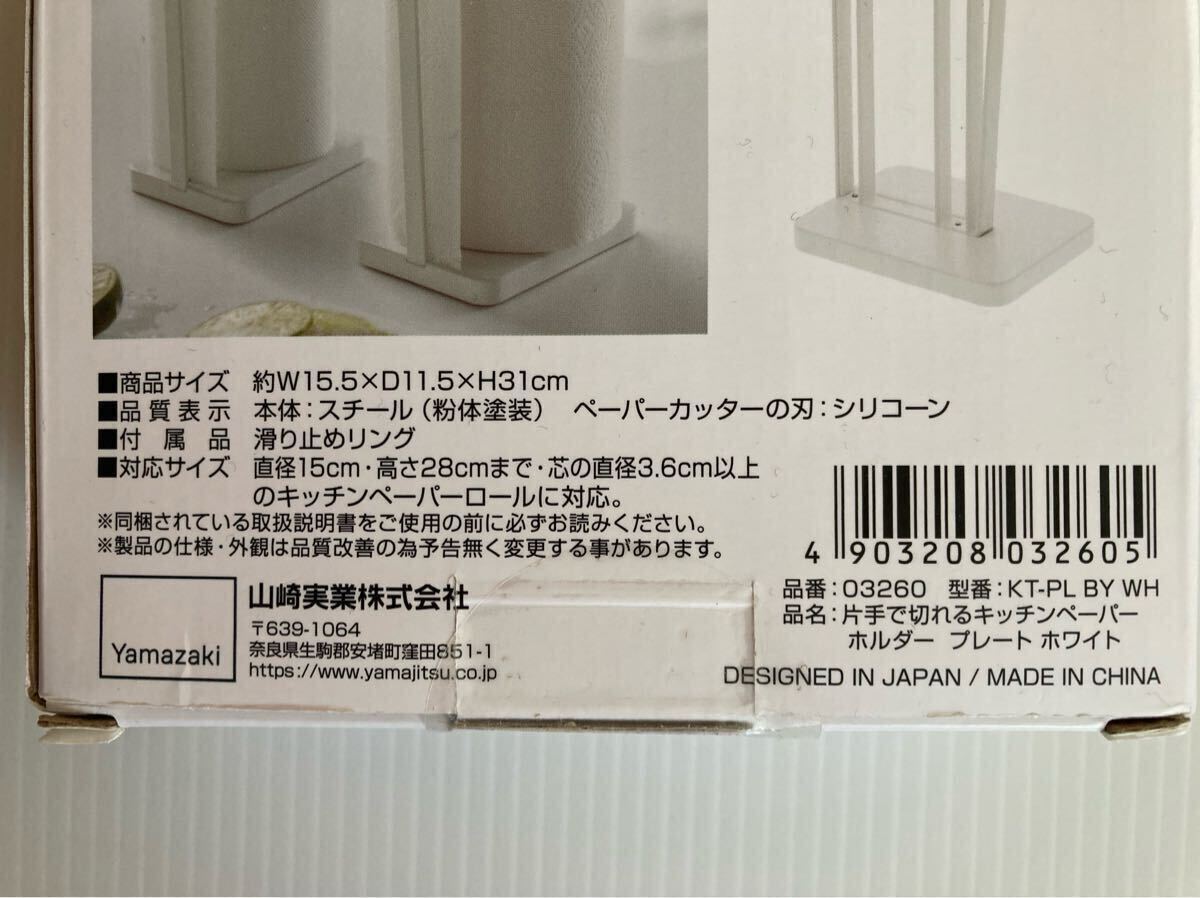 ■商品サイズ 約W15.5×D11.5×H31cm
■品質表示 本体：スチール（粉体塗装） ペーパーカッターの刃：シリコーン
■付属品 滑り止めリング
■対応サイズ 直径15cm・高さ28cmまで・芯の直径3.6cm以上
のキッチンペーパーロールに対応。
※同梱されている取扱説明書をご使用の前に必ずお読みください。
※製品の仕様・外観は品質改善の為予告無く変更する事があります。
Yamazaki
山崎実業株式会社
〒639-1064
奈良県生駒郡安堵町窪田851-1
https://www.yamajitsu.co.jp
4 903208 032605
品番：03260 型番：KT-PL BY WH
品名：片手で切れるキッチンペーパー
ホルダー プレート ホワイト
DESIGNED IN JAPAN / MADE IN CHINA